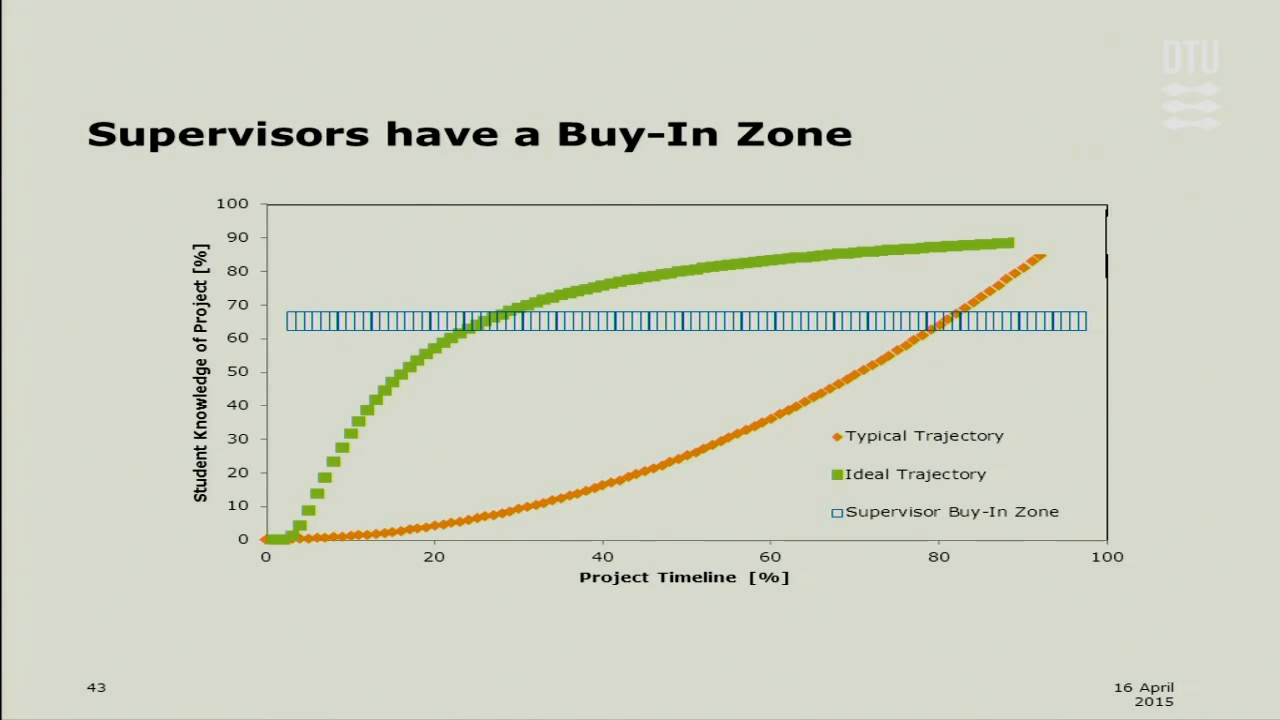 DTU
Supervisors have a Buy-In Zone
100
90
80
70
60
50
40
30
20
10
0
Student Knowledge of Project [%]
Typical Trajectory
Ideal Trajectory
Supervisor Buy-In Zone
0 20 40 60 80 100
Project Timeline [%]
43
16 April
2015